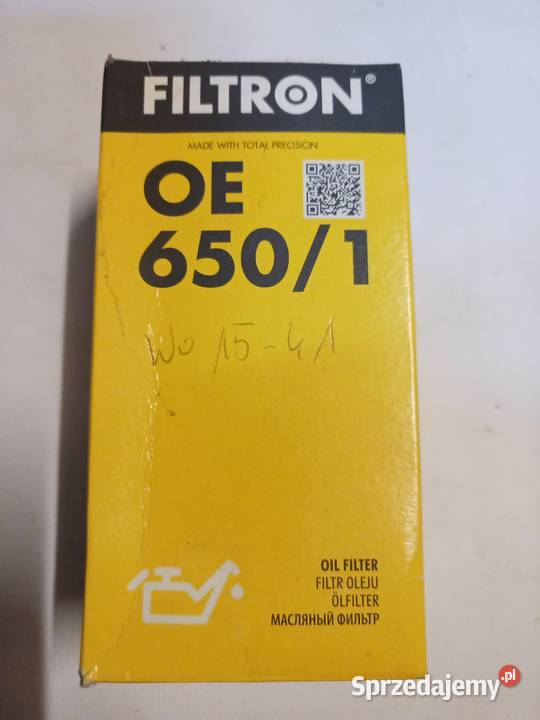 FILTRON®
MADE WITH TOTAL PRECISION
OE
650/1
Wo 15-41
OIL FILTER
FILTR OLEJU
ÖLFILTER
МАСЛЯНЫЙ ФИЛЬТР
Sprzedajemy.pl